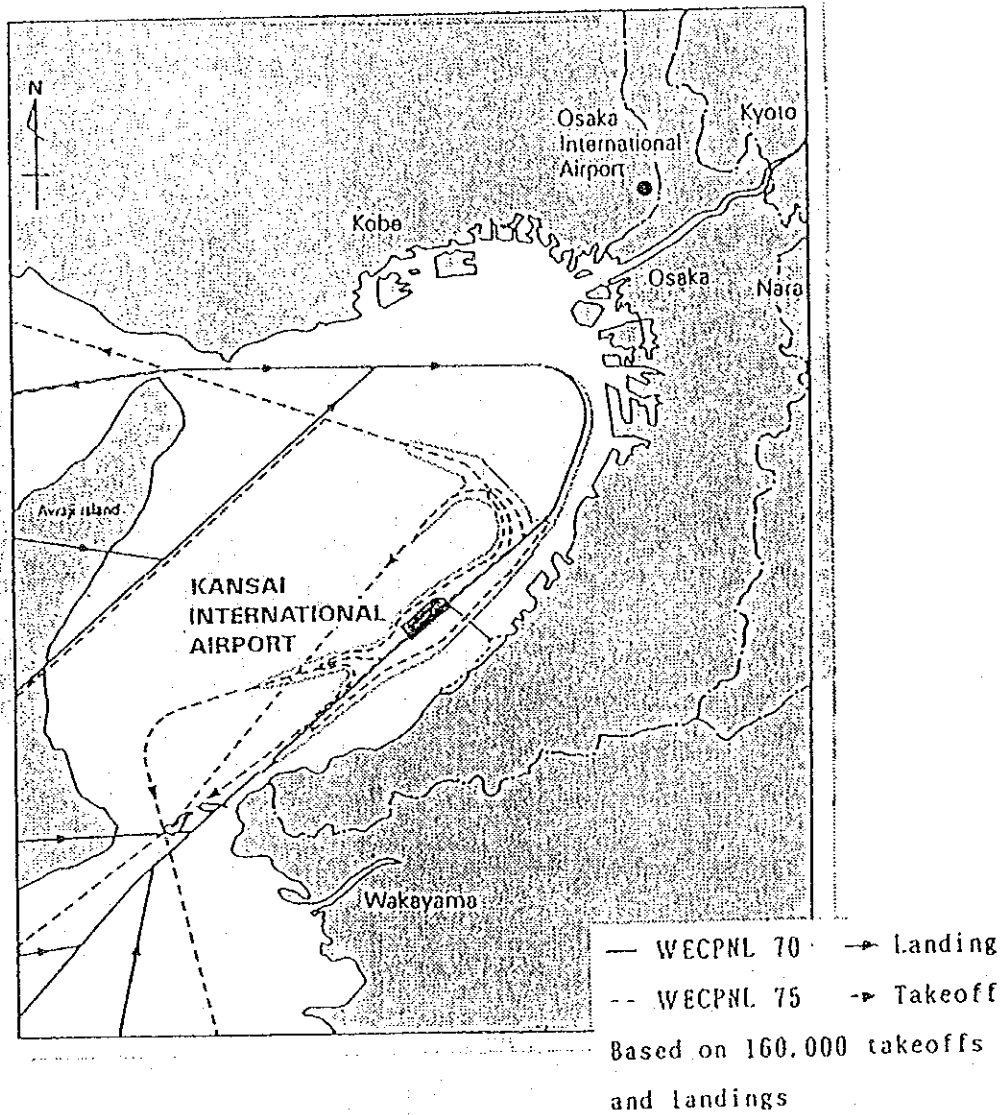 N
Osaka
International
Airport
Kyoto
Kobe
Osaka
Nara
Awaji island
KANSAI
INTERNATIONAL
AIRPORT
Wakayama
WECPNL 70 Landing
WECPNL 75 Takeoff
Based on 160,000 takeoffs
and landings